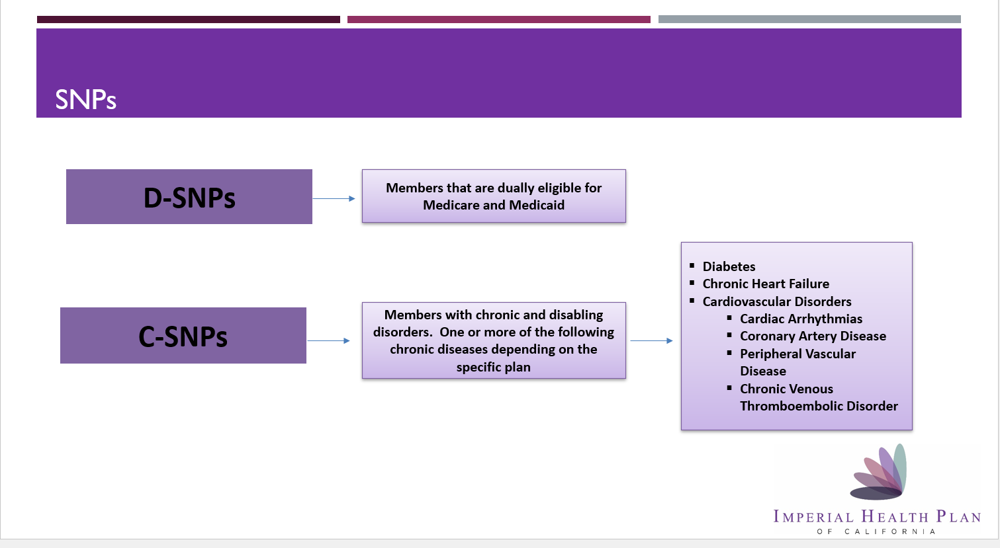 SNPs
D-SNPs
Members that are dually eligible for
Medicare and Medicaid
C-SNPs
Members with chronic and disabling
disorders.  One or more of the following
chronic diseases depending on the
specific plan
▪ Diabetes
▪ Chronic Heart Failure
▪ Cardiovascular Disorders
▪ Cardiac Arrhythmias
▪ Coronary Artery Disease
▪ Peripheral Vascular
Disease
▪ Chronic Venous
Thromboembolic Disorder
IMPERIAL HEALTH PLAN
OF CALIFORNIA